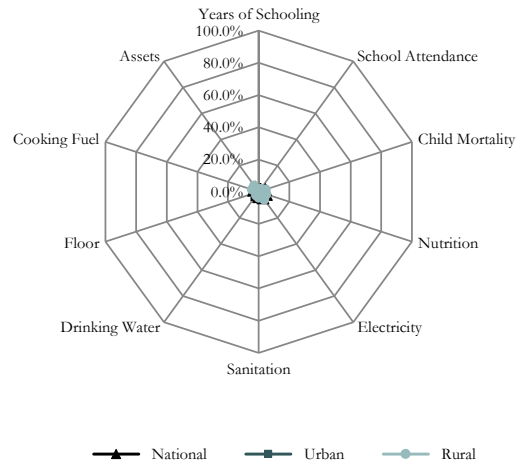 Years of Schooling
100.0%
School Attendance
Assets
80.0%
60.0%
Cooking Fuel
Child Mortality
40.0%
20.0%
0.0%
Floor
Nutrition
Drinking Water
Electricity
Sanitation
National Urban Rural